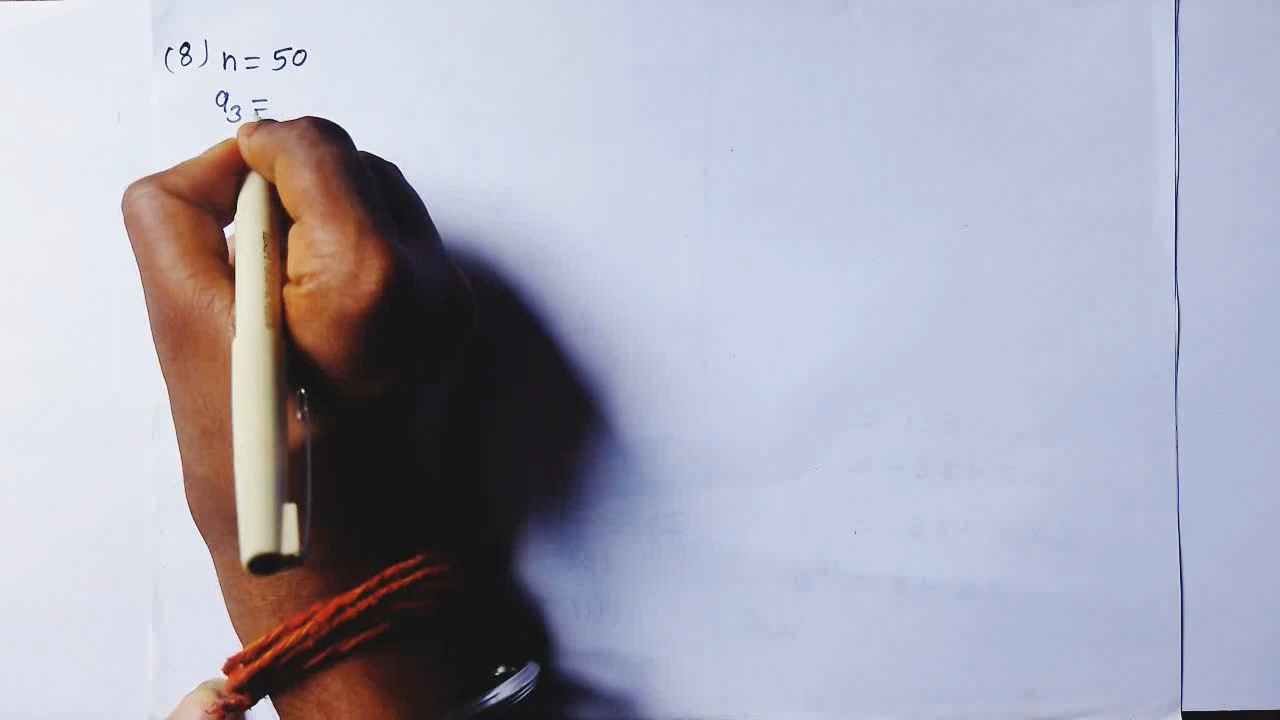 (8) n = 50
a3 =